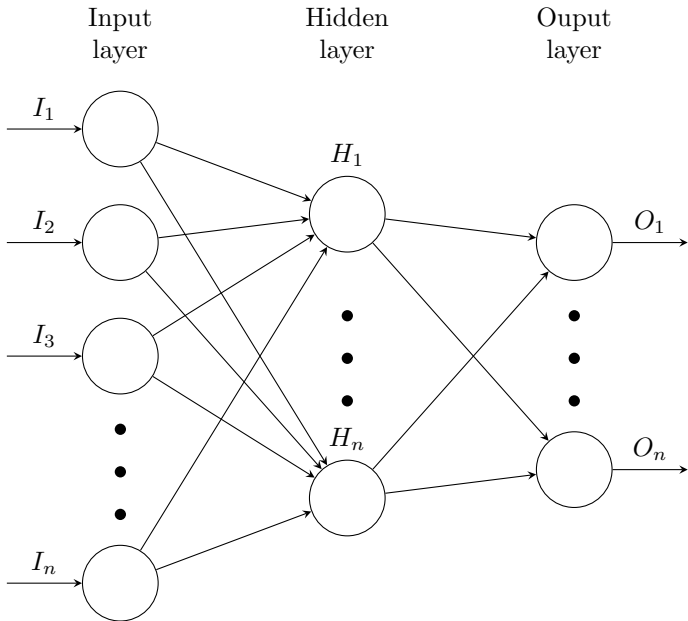 Input
layer
Hidden
layer
Ouput
layer
I₁
I₂
I₃
Iₙ
H₁
Hₙ
O₁
Oₙ